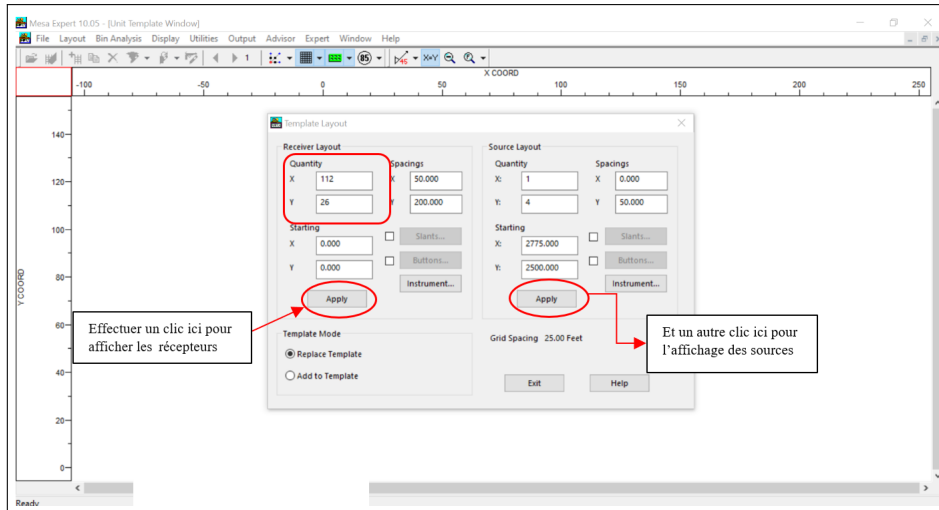 Mesa Expert 10.05 - [Unit Template Window]
File Layout Bin Analysis Display Utilities Output Advisor Expert Window Help
1
85
45
X=Y
X COORD
-100 -50 0 50 100 150 200 250
Y COORD
140
120
100
80
60
40
20
0
Template Layout
Receiver Layout
Quantity Spacings
X 112 X 50.000
Y 26 Y 200.000
Starting
X 0.000 Slants...
Y 0.000 Buttons...
Instrument...
Apply
Source Layout
Quantity Spacings
X: 1 X 0.000
Y: 4 Y 50.000
Starting
X: 2775.000 Slants...
Y: 2500.000 Buttons...
Instrument...
Apply
Template Mode
Replace Template
Add to Template
Grid Spacing 25.00 Feet
Exit Help
Effectuer un clic ici pour
afficher les récepteurs
Et un autre clic ici pour
l'affichage des sources
Ready